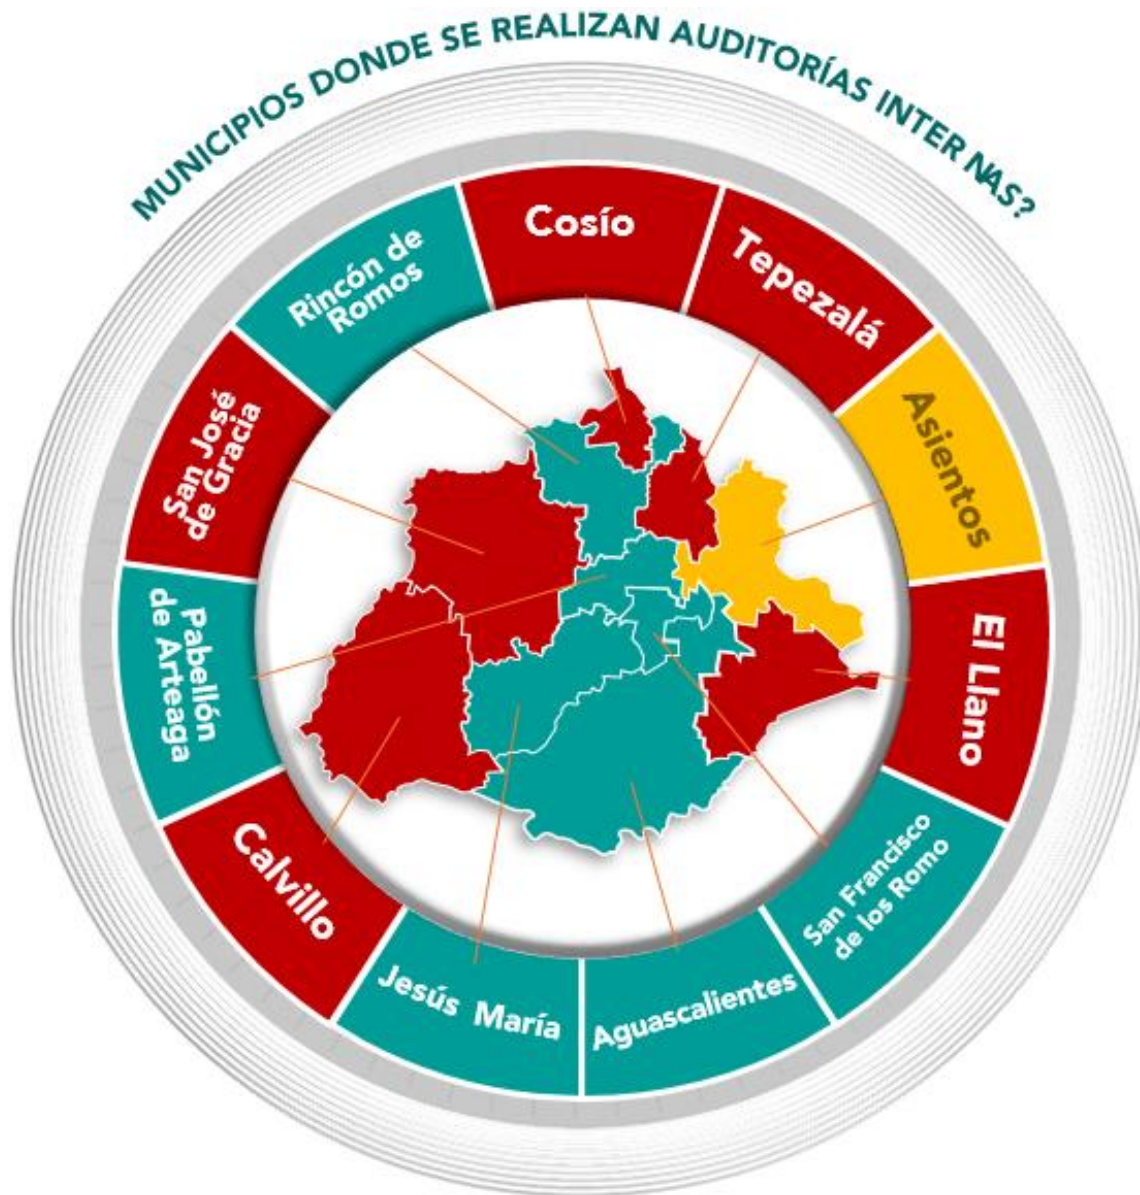 MUNICIPIOS DONDE SE REALIZAN AUDITORÍAS INTER NAS?
Cosío
Tepezalá
Asientos
El Llano
San Francisco
de los Romo
Aguascalientes
Jesús María
Calvillo
Pabellón
de Arteaga
San José
de Gracia
Rincón de
Romos